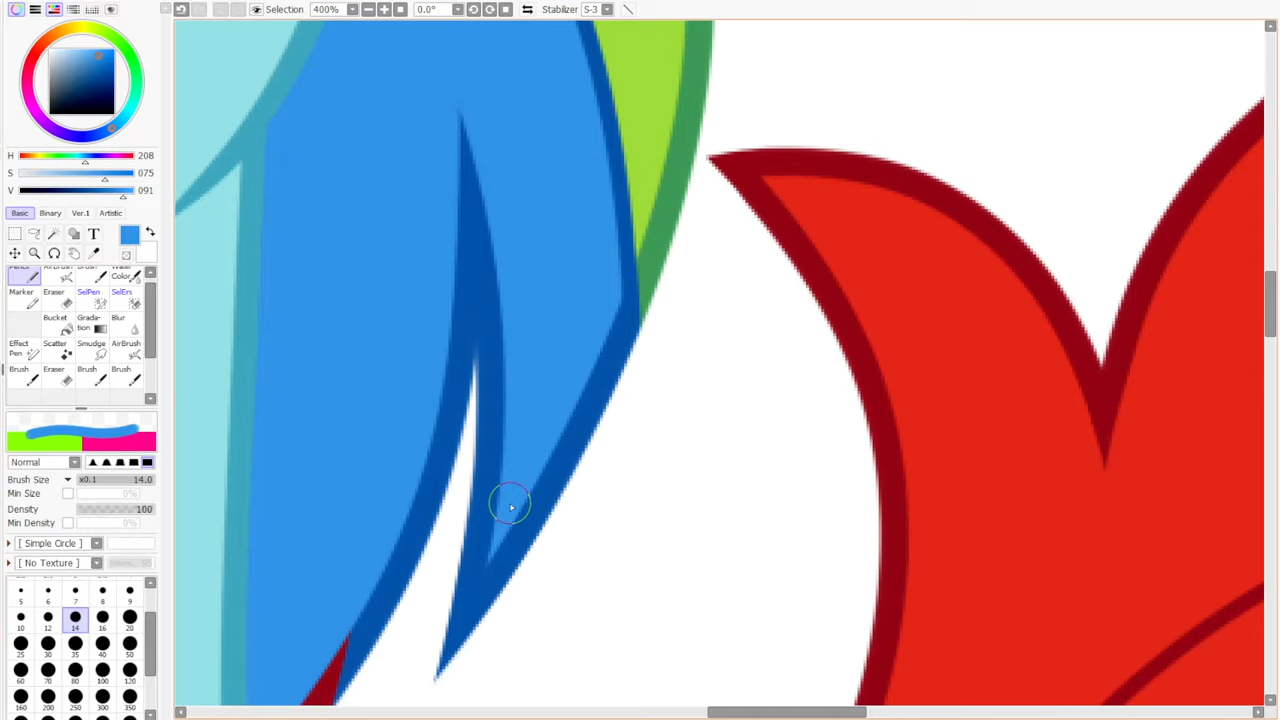 Selection 400% 0.0° Stabilizer S-3
H 208
S 075
V 091
Basic Binary Ver.1 Artistic
T
Pencil AirBrush Brush Water Color
Marker Eraser SelPen SelErs
Bucket Grada-tion Blur
Effect Pen Scatter Smudge AirBrush
Brush Eraser Brush Brush
Normal
Brush Size x0.1 14.0
Min Size 0%
Density 100
Min Density 0%
[ Simple Circle ]
[ No Texture ]
5 6 7 8 9
10 12 14 16 20
25 30 35 40 50
60 70 80 100 120
160 200 250 300 350